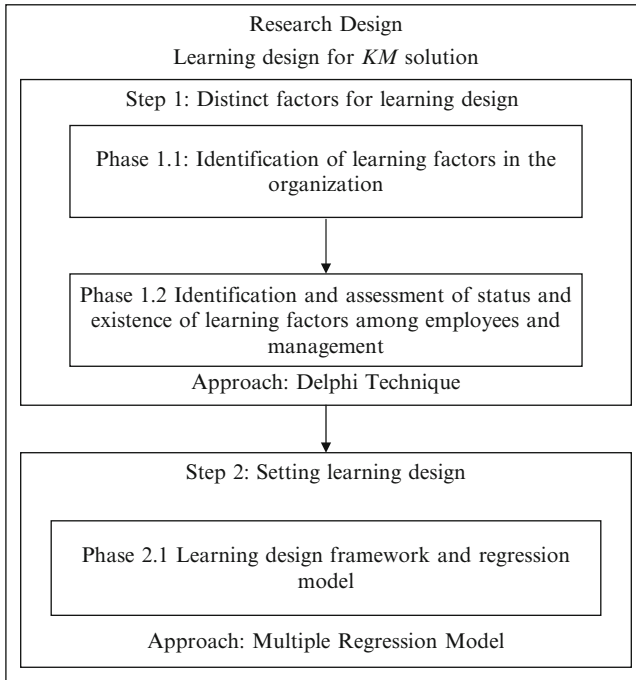 Research Design
Learning design for KM solution
Step 1: Distinct factors for learning design
Phase 1.1: Identification of learning factors in the
organization
Phase 1.2 Identification and assessment of status and
existence of learning factors among employees and
management
Approach: Delphi Technique
Step 2: Setting learning design
Phase 2.1 Learning design framework and regression
model
Approach: Multiple Regression Model